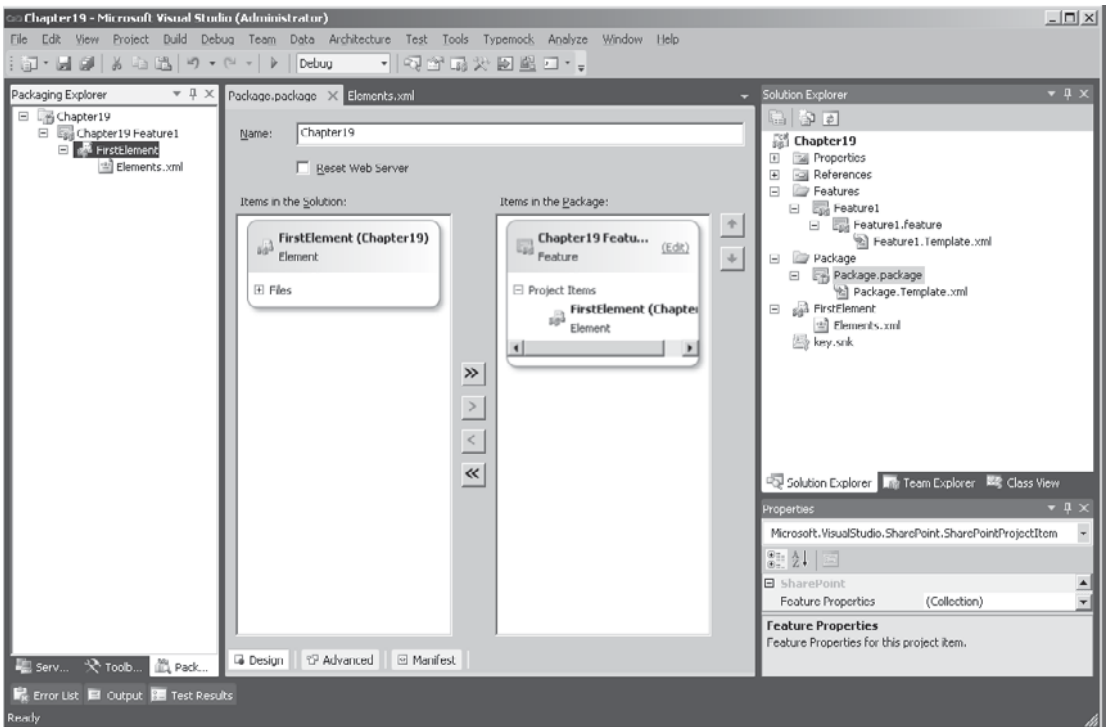 Chapter19 - Microsoft Visual Studio (Administrator)
File Edit View Project Build Debug Team Data Architecture Test Tools Typemock Analyze Window Help
Debug
Packaging Explorer
Chapter19
Chapter19 Feature1
FirstElement
Elements.xml
Package.package
Elements.xml
Name:
Chapter19
Reset Web Server
Items in the Solution:
FirstElement (Chapter19)
Element
Files
Items in the Package:
Chapter19 Featu...
(Edit)
Feature
Project Items
FirstElement (Chapter
Element
Design
Advanced
Manifest
Solution Explorer
Chapter19
Properties
References
Features
Feature1
Feature1.feature
Feature1.Template.xml
Package
Package.package
Package.Template.xml
FirstElement
Elements.xml
key.snk
Solution Explorer
Team Explorer
Class View
Properties
Microsoft.VisualStudio.SharePoint.SharePointProjectItem
SharePoint
Feature Properties (Collection)
Feature Properties
Feature Properties for this project item.
Serv...
Toolb...
Pack...
Error List
Output
Test Results
Ready